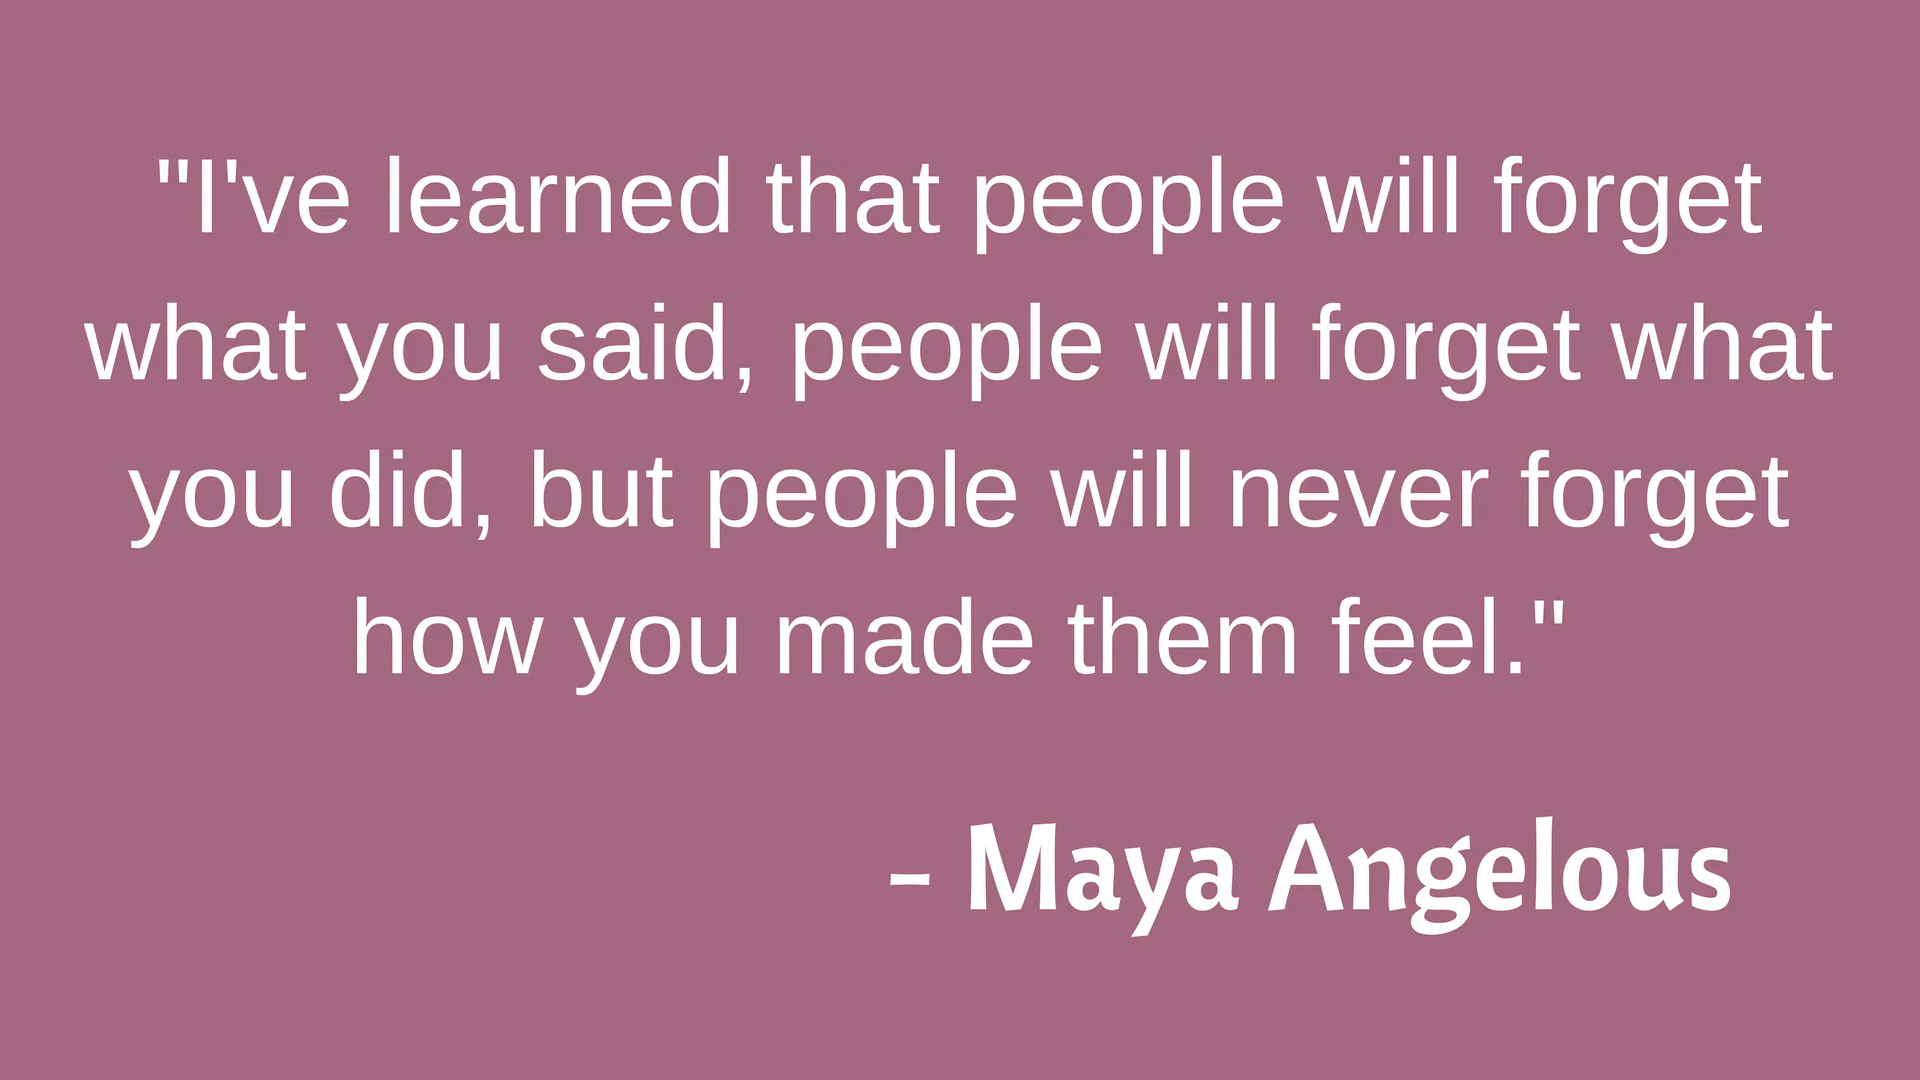 "I've learned that people will forget
what you said, people will forget what
you did, but people will never forget
how you made them feel."
- Maya Angelous